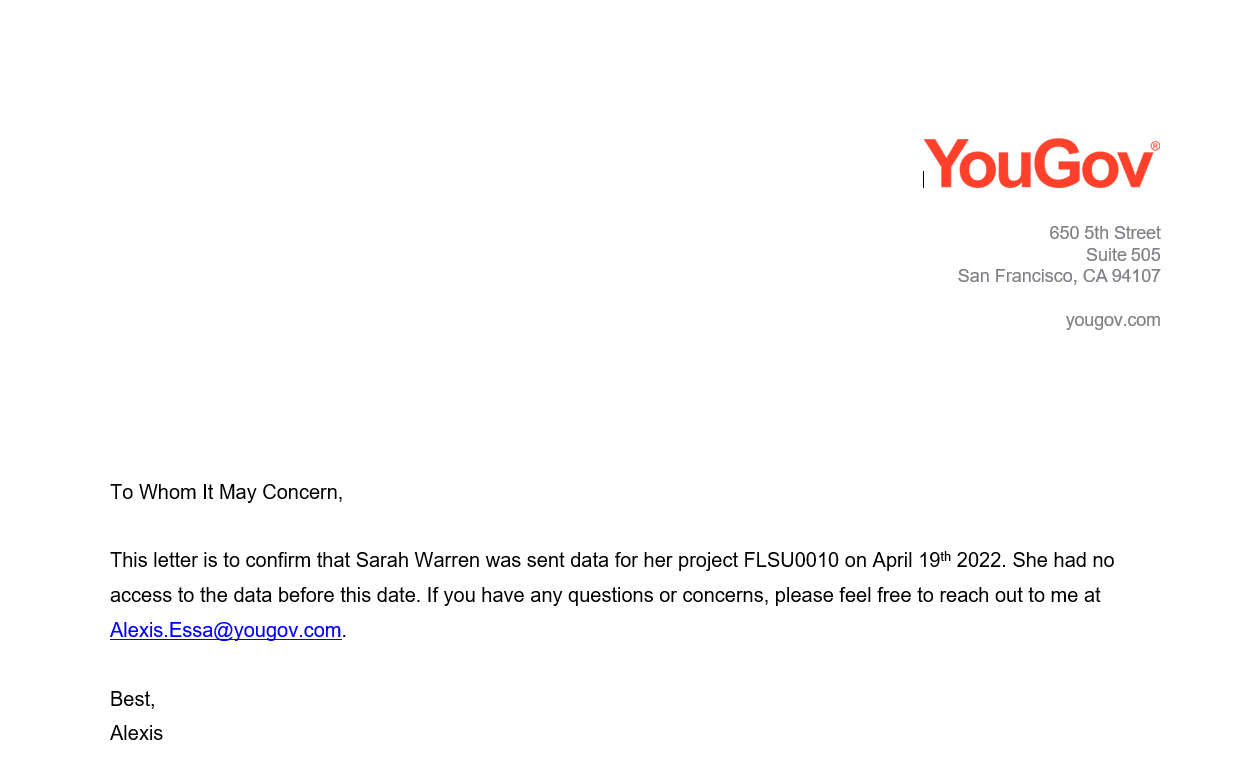 YouGov®
650 5th Street
Suite 505
San Francisco, CA 94107
yougov.com
To Whom It May Concern,
This letter is to confirm that Sarah Warren was sent data for her project FLSU0010 on April 19th 2022. She had no
access to the data before this date. If you have any questions or concerns, please feel free to reach out to me at
Alexis.Essa@yougov.com.
Best,
Alexis